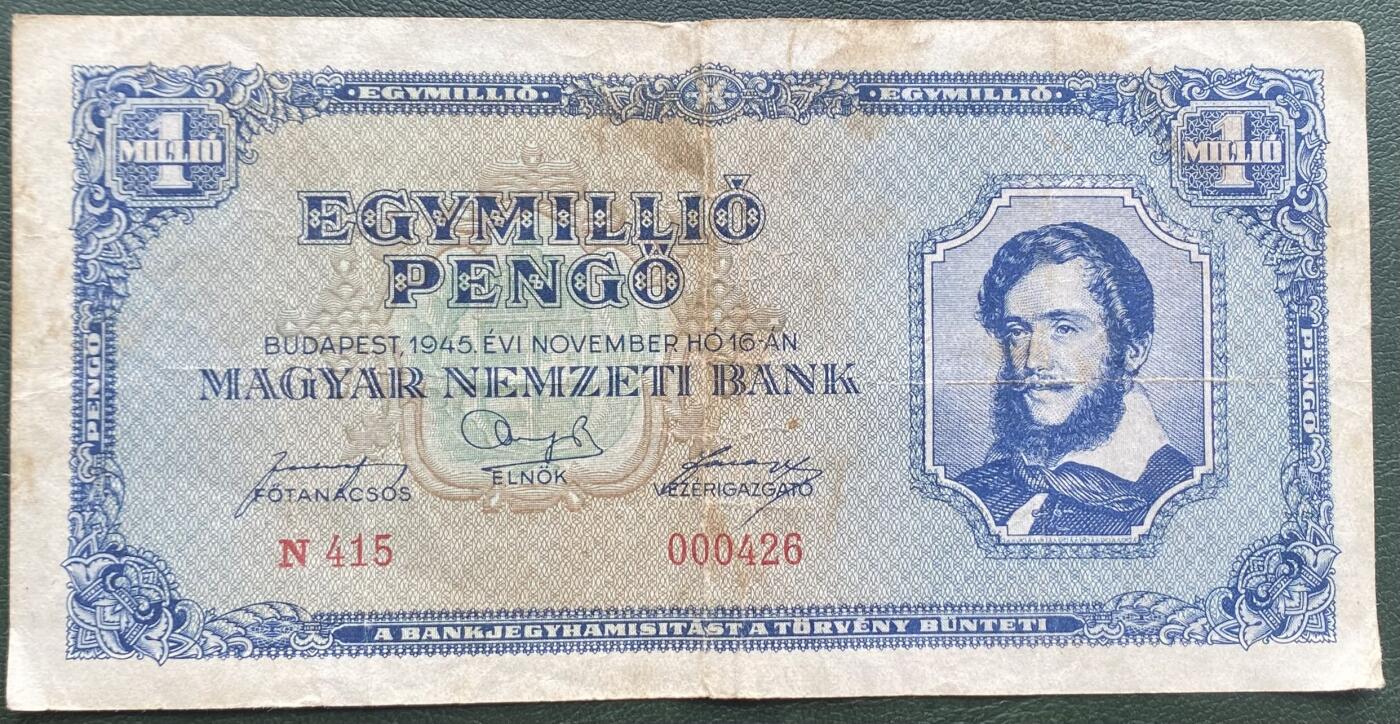 ·EGYMILLIÓ· ·EGYMILLIÓ·
1
MILLIÓ
1
MILLIÓ
EGYMILLIÓ
PENGŐ
BUDAPEST, 1945. ÉVI NOVEMBER HÓ 16-ÁN
MAGYAR NEMZETI BANK
ELNÖK
FŐTANÁCSOS VEZÉRIGAZGATÓ
N 415 000426
PENGŐ
PENGŐ
A BANKJEGYHAMISITÁST A TÖRVÉNY BÜNTETI